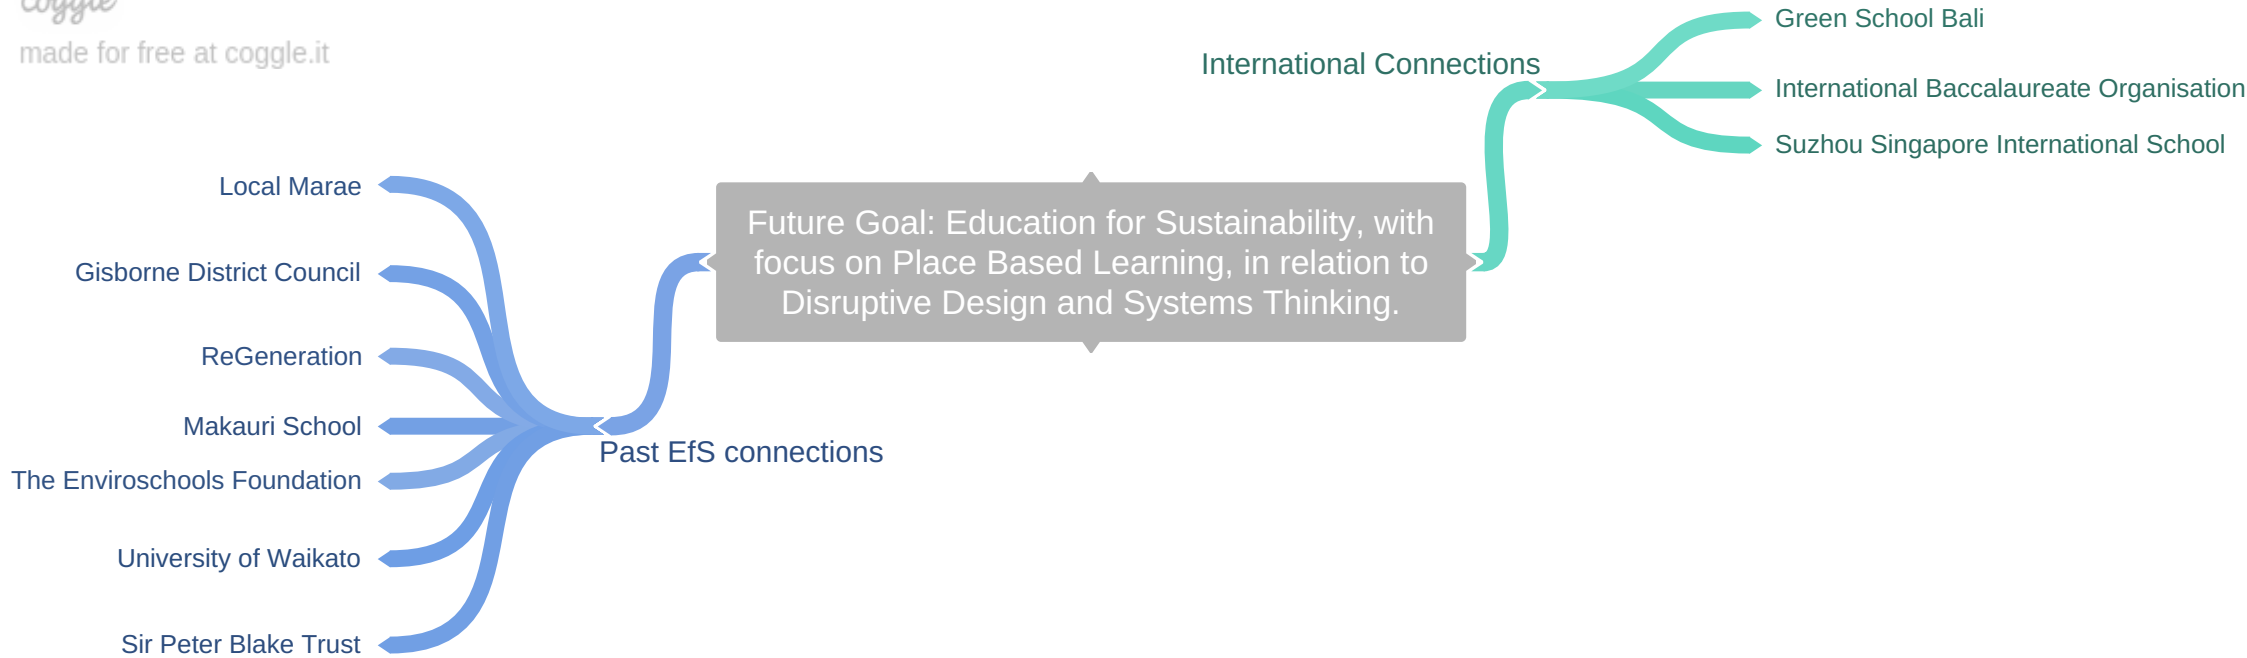 coggle
made for free at coggle.it
International Connections
Green School Bali
International Baccalaureate Organisation
Suzhou Singapore International School
Future Goal: Education for Sustainability, with
focus on Place Based Learning, in relation to
Disruptive Design and Systems Thinking.
Past EfS connections
Local Marae
Gisborne District Council
ReGeneration
Makauri School
The Enviroschools Foundation
University of Waikato
Sir Peter Blake Trust